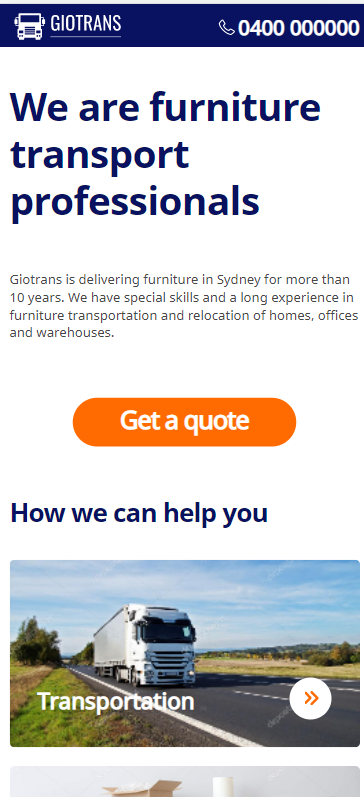 GIOTRANS
0400 000000
We are furniture
transport
professionals
Giotrans is delivering furniture in Sydney for more than
10 years. We have special skills and a long experience in
furniture transportation and relocation of homes, offices
and warehouses.
Get a quote
How we can help you
Transportation